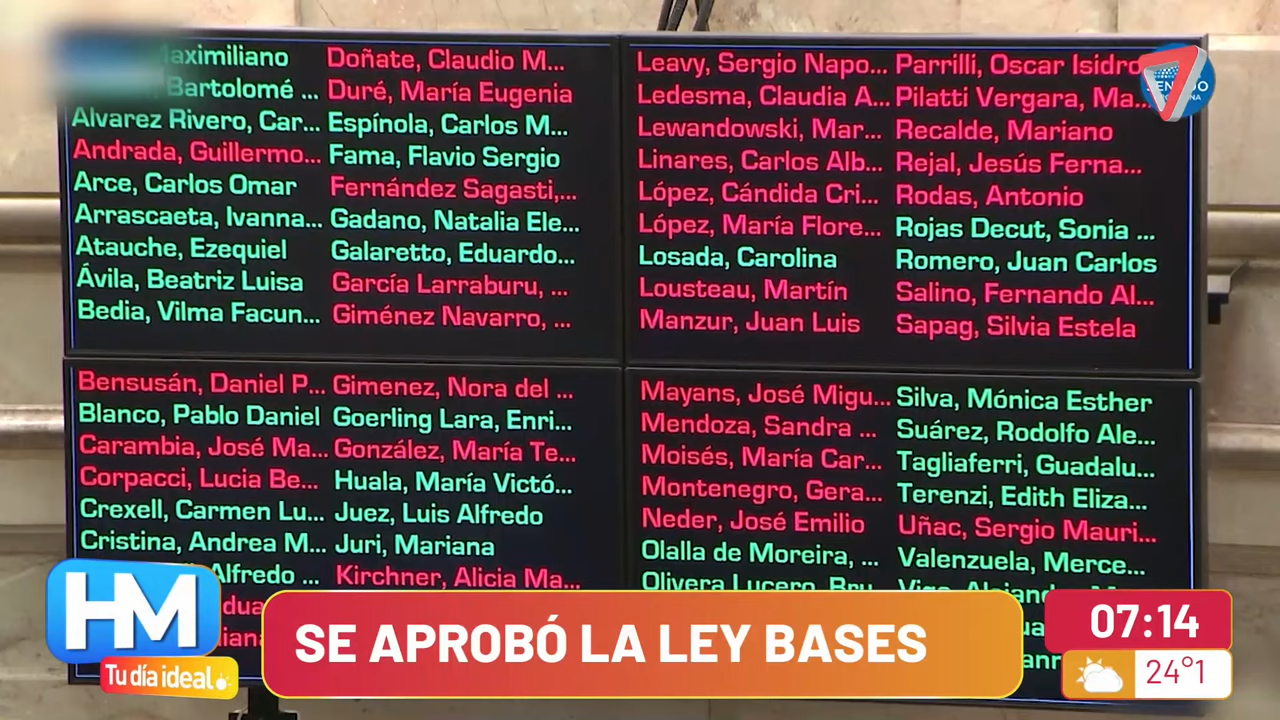 Maximiliano
Bartolomé ...
Alvarez Rivero, Car...
Andrada, Guillermo...
Arce, Carlos Omar
Arrascaeta, Ivanna...
Atauche, Ezequiel
Ávila, Beatriz Luisa
Bedia, Vilma Facun...
Bensusán, Daniel P...
Blanco, Pablo Daniel
Carambia, José Ma...
Corpacci, Lucia Be...
Crexell, Carmen Lu...
Cristina, Andrea M...
Alfredo ...
Doñate, Claudio M...
Duré, María Eugenia
Espínola, Carlos M...
Fama, Flavio Sergio
Fernández Sagasti,...
Gadano, Natalia Ele...
Galaretto, Eduardo...
García Larraburu, ...
Giménez Navarro, ...
Gimenez, Nora del ...
Goerling Lara, Enri...
González, María Te...
Huala, María Victó...
Juez, Luis Alfredo
Juri, Mariana
Kirchner, Alicia Ma...
Leavy, Sergio Napo...
Ledesma, Claudia A...
Lewandowski, Mar...
Linares, Carlos Alb...
López, Cándida Cri...
López, María Flore...
Losada, Carolina
Lousteau, Martín
Manzur, Juan Luis
Mayans, José Migu...
Mendoza, Sandra ...
Moisés, María Car...
Montenegro, Gera...
Neder, José Emilio
Olalla de Moreira, ...
Olivera Lucero, Bru...
Parrilli, Oscar Isidro
Pilatti Vergara, Ma...
Recalde, Mariano
Rejal, Jesús Ferna...
Rodas, Antonio
Rojas Decut, Sonia ...
Romero, Juan Carlos
Salino, Fernando Al...
Sapag, Silvia Estela
Silva, Mónica Esther
Suárez, Rodolfo Ale...
Tagliaferri, Guadalu...
Terenzi, Edith Eliza...
Uñac, Sergio Mauri...
Valenzuela, Merce...
HM
Tu día ideal
SE APROBÓ LA LEY BASES
07:14
24°1